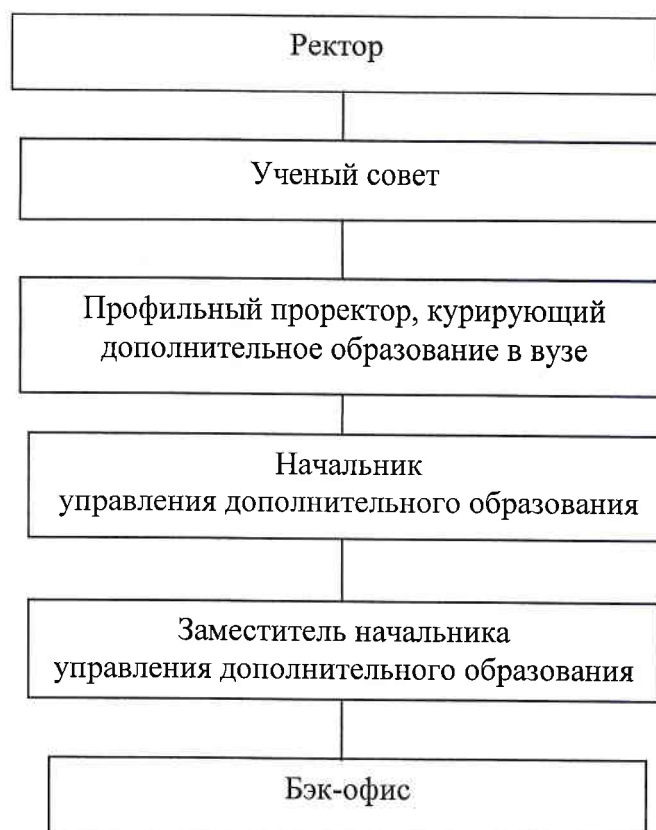 Ректор
Ученый совет
Профильный проректор, курирующий
дополнительное образование в вузе
Начальник
управления дополнительного образования
Заместитель начальника
управления дополнительного образования
Бэк-офис